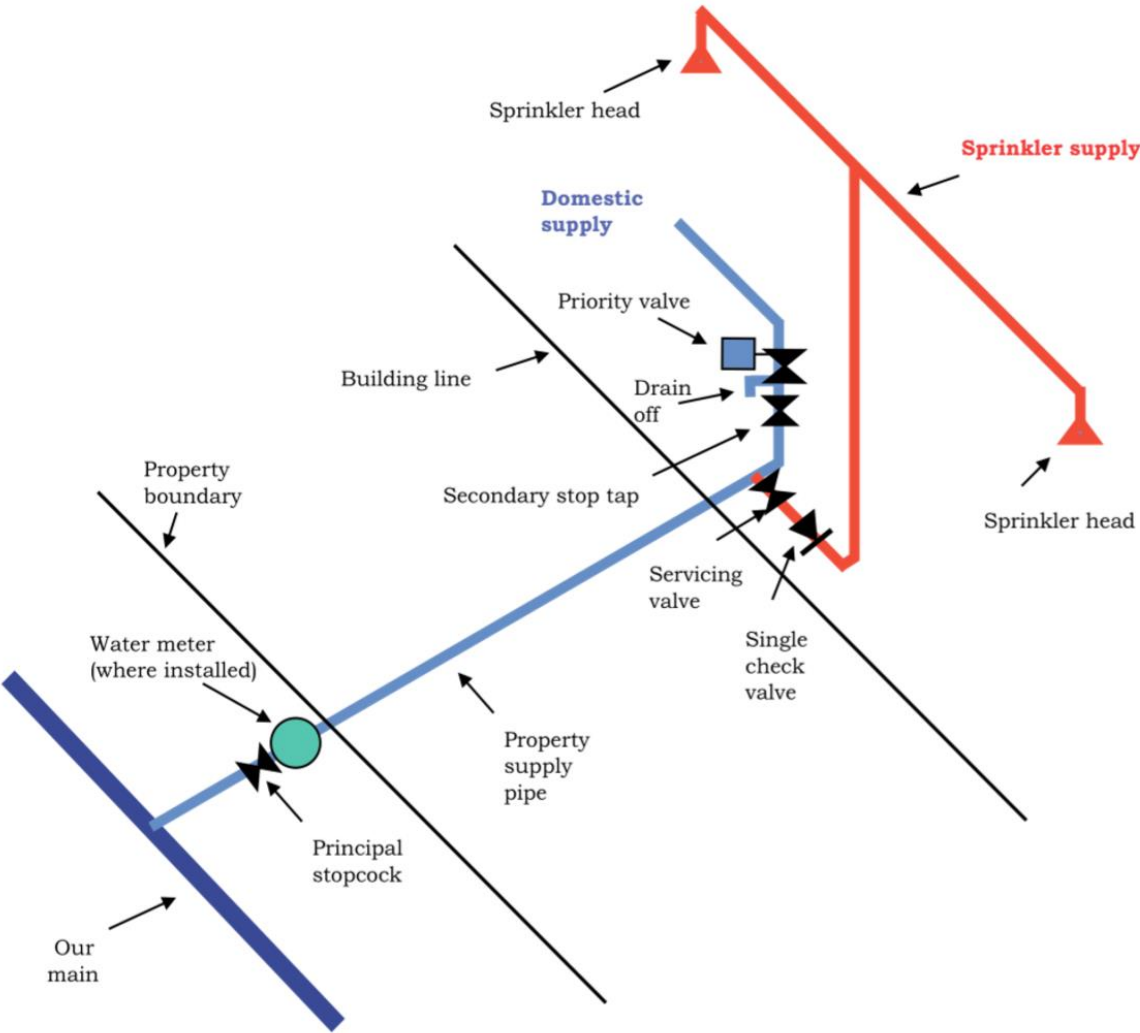 Sprinkler head
Sprinkler supply
Domestic
supply
Priority valve
Building line
Drain
off
Property
boundary
Secondary stop tap
Sprinkler head
Servicing
valve
Single
check
valve
Water meter
(where installed)
Property
supply
pipe
Principal
stopcock
Our
main